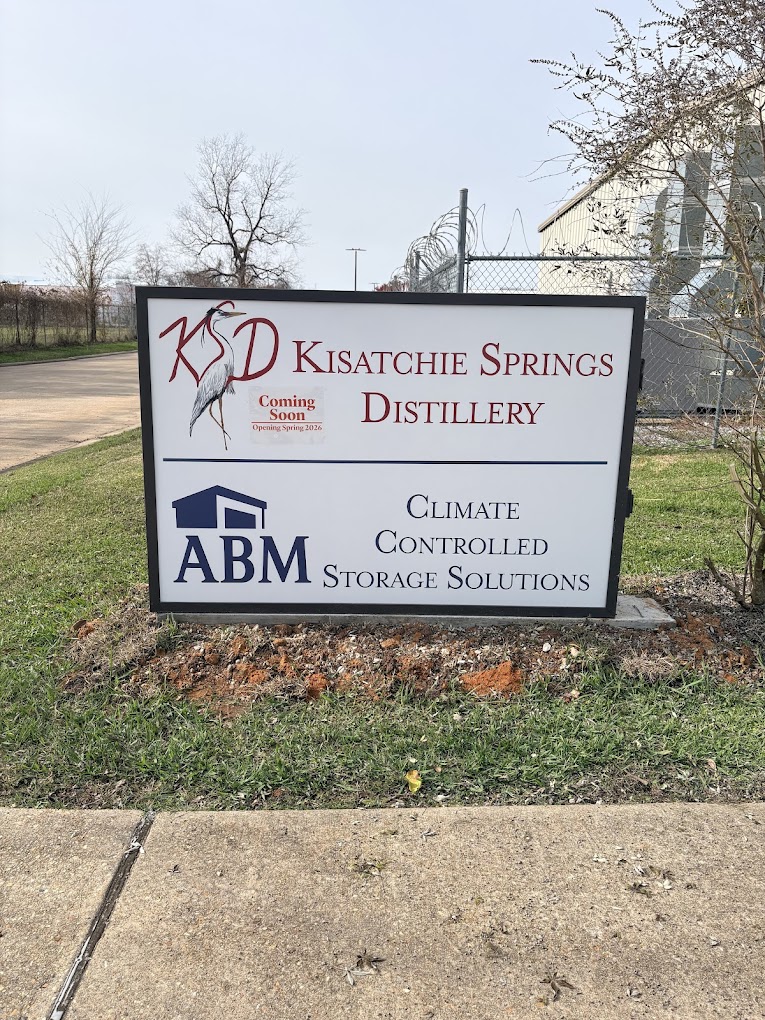 KSD
KISATCHIE SPRINGS
DISTILLERY
Coming
Soon
Opening Spring 2026
ABM
CLIMATE
CONTROLLED
STORAGE SOLUTIONS